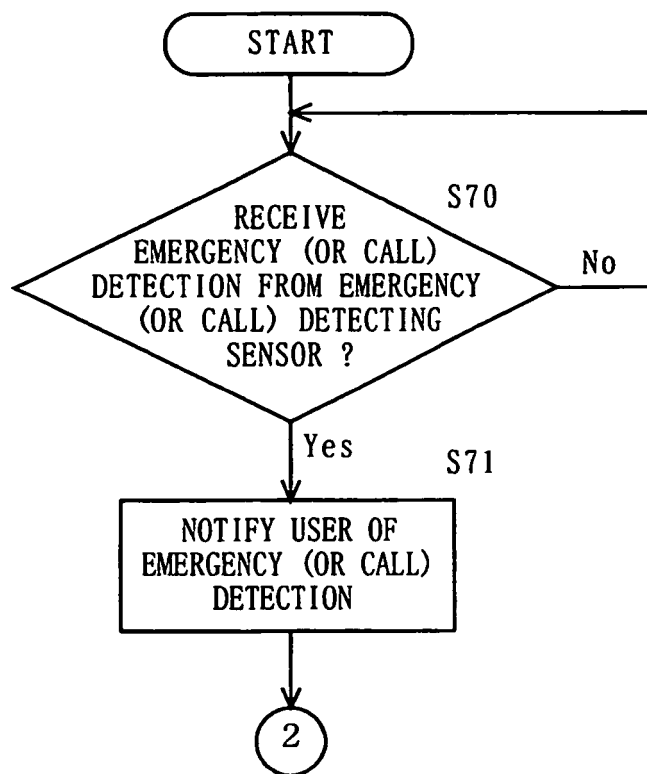 START
S70
RECEIVE
EMERGENCY (OR CALL)
DETECTION FROM EMERGENCY
(OR CALL) DETECTING
SENSOR ?
No
Yes
S71
NOTIFY USER OF
EMERGENCY (OR CALL)
DETECTION
2